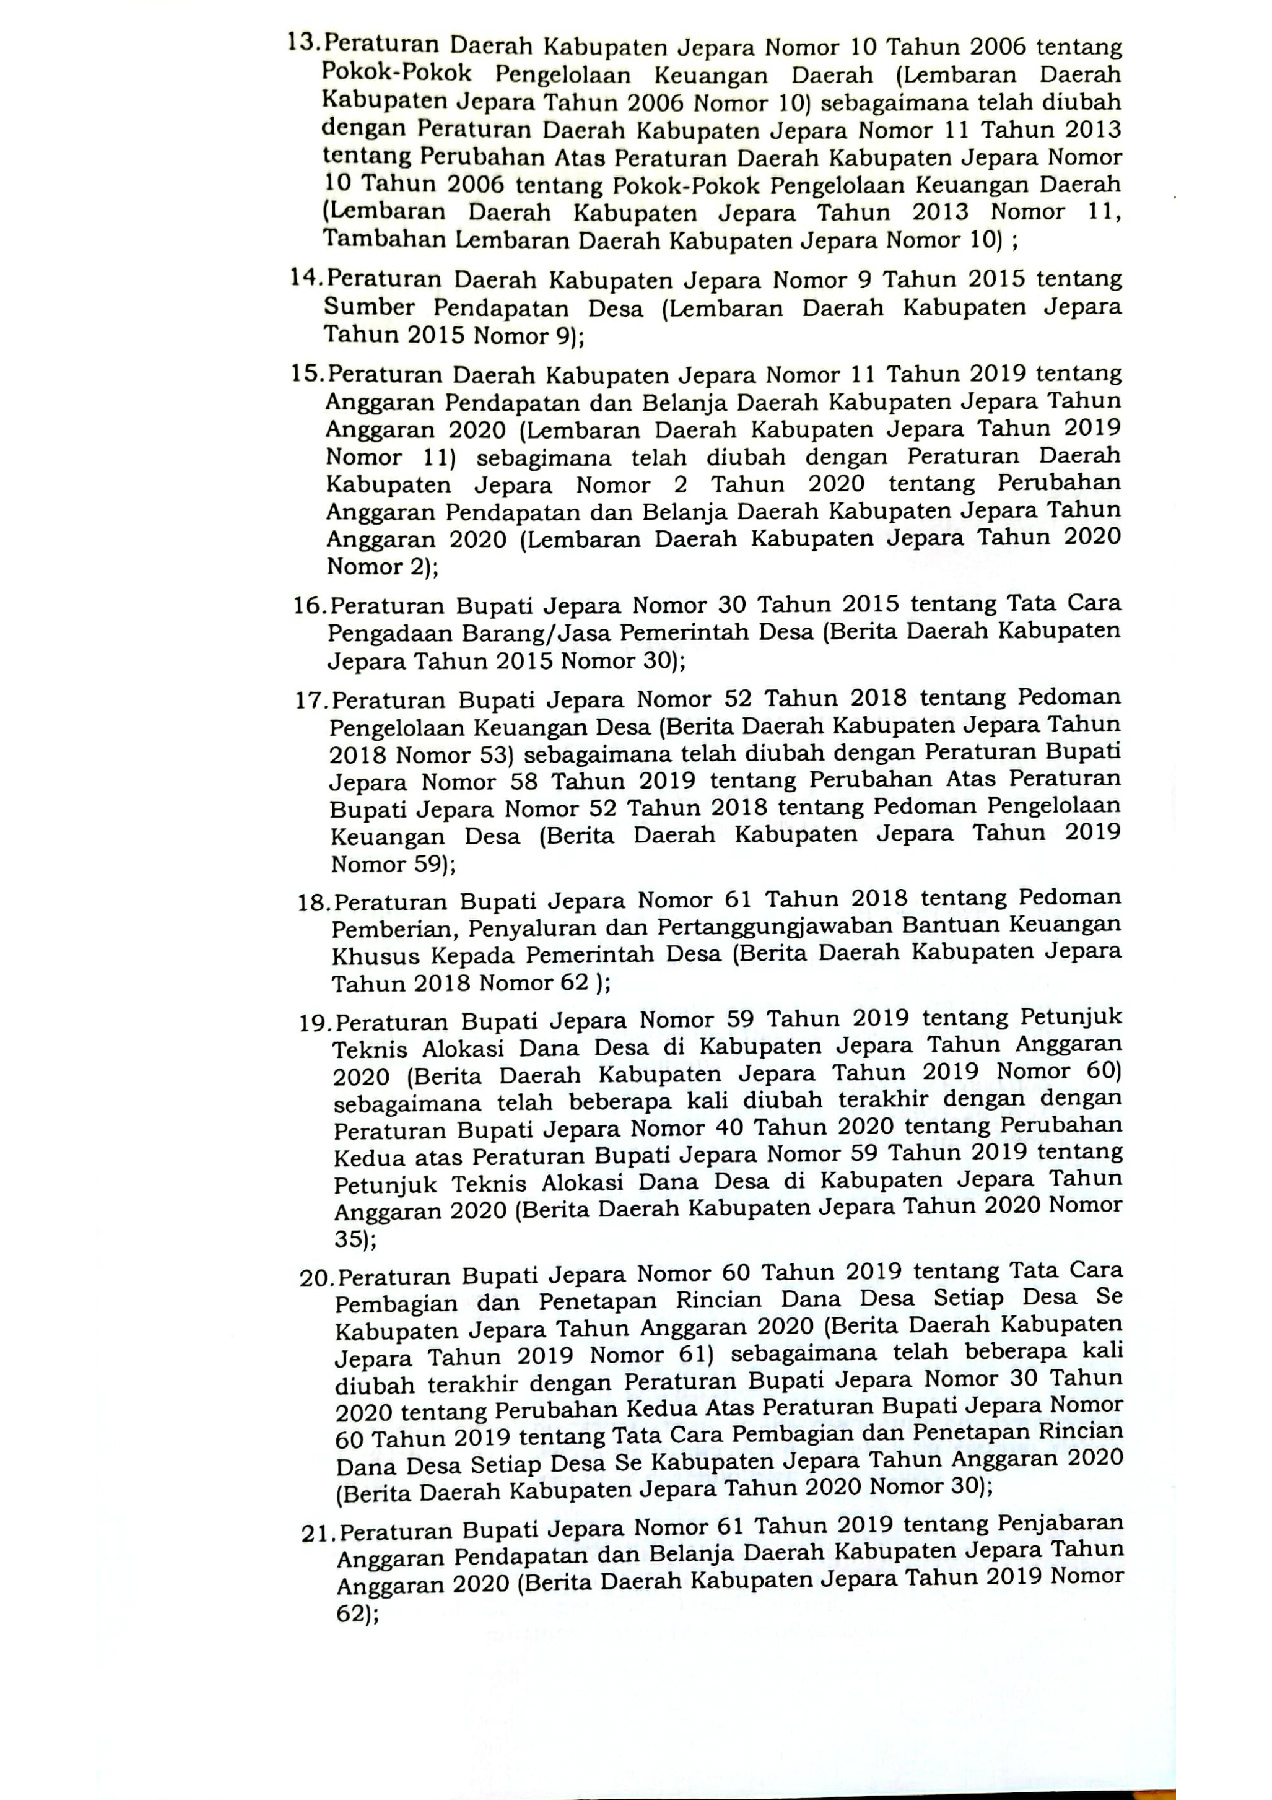 13.Peraturan Daerah Kabupaten Jepara Nomor 10 Tahun 2006 tentang
Pokok-Pokok Pengelolaan Keuangan Daerah (Lembaran Daerah
Kabupaten Jepara Tahun 2006 Nomor 10) sebagaimana telah diubah
dengan Peraturan Daerah Kabupaten Jepara Nomor 11 Tahun 2013
tentang Perubahan Atas Peraturan Daerah Kabupaten Jepara Nomor
10 Tahun 2006 tentang Pokok-Pokok Pengelolaan Keuangan Daerah
(Lembaran Daerah Kabupaten Jepara Tahun 2013 Nomor 11,
Tambahan Lembaran Daerah Kabupaten Jepara Nomor 10) ;
14.Peraturan Daerah Kabupaten Jepara Nomor 9 Tahun 2015 tentang
Sumber Pendapatan Desa (Lembaran Daerah Kabupaten Jepara
Tahun 2015 Nomor 9);
15.Peraturan Daerah Kabupaten Jepara Nomor 11 Tahun 2019 tentang
Anggaran Pendapatan dan Belanja Daerah Kabupaten Jepara Tahun
Anggaran 2020 (Lembaran Daerah Kabupaten Jepara Tahun 2019
Nomor 11) sebagimana telah diubah dengan Peraturan Daerah
Kabupaten Jepara Nomor 2 Tahun 2020 tentang Perubahan
Anggaran Pendapatan dan Belanja Daerah Kabupaten Jepara Tahun
Anggaran 2020 (Lembaran Daerah Kabupaten Jepara Tahun 2020
Nomor 2);
16.Peraturan Bupati Jepara Nomor 30 Tahun 2015 tentang Tata Cara
Pengadaan Barang/Jasa Pemerintah Desa (Berita Daerah Kabupaten
Jepara Tahun 2015 Nomor 30);
17.Peraturan Bupati Jepara Nomor 52 Tahun 2018 tentang Pedoman
Pengelolaan Keuangan Desa (Berita Daerah Kabupaten Jepara Tahun
2018 Nomor 53) sebagaimana telah diubah dengan Peraturan Bupati
Jepara Nomor 58 Tahun 2019 tentang Perubahan Atas Peraturan
Bupati Jepara Nomor 52 Tahun 2018 tentang Pedoman Pengelolaan
Keuangan Desa (Berita Daerah Kabupaten Jepara Tahun 2019
Nomor 59);
18.Peraturan Bupati Jepara Nomor 61 Tahun 2018 tentang Pedoman
Pemberian, Penyaluran dan Pertanggungjawaban Bantuan Keuangan
Khusus Kepada Pemerintah Desa (Berita Daerah Kabupaten Jepara
Tahun 2018 Nomor 62 );
19.Peraturan Bupati Jepara Nomor 59 Tahun 2019 tentang Petunjuk
Teknis Alokasi Dana Desa di Kabupaten Jepara Tahun Anggaran
2020 (Berita Daerah Kabupaten Jepara Tahun 2019 Nomor 60)
sebagaimana telah beberapa kali diubah terakhir dengan dengan
Peraturan Bupati Jepara Nomor 40 Tahun 2020 tentang Perubahan
Kedua atas Peraturan Bupati Jepara Nomor 59 Tahun 2019 tentang
Petunjuk Teknis Alokasi Dana Desa di Kabupaten Jepara Tahun
Anggaran 2020 (Berita Daerah Kabupaten Jepara Tahun 2020 Nomor
35);
20.Peraturan Bupati Jepara Nomor 60 Tahun 2019 tentang Tata Cara
Pembagian dan Penetapan Rincian Dana Desa Setiap Desa Se
Kabupaten Jepara Tahun Anggaran 2020 (Berita Daerah Kabupaten
Jepara Tahun 2019 Nomor 61) sebagaimana telah beberapa kali
diubah terakhir dengan Peraturan Bupati Jepara Nomor 30 Tahun
2020 tentang Perubahan Kedua Atas Peraturan Bupati Jepara Nomor
60 Tahun 2019 tentang Tata Cara Pembagian dan Penetapan Rincian
Dana Desa Setiap Desa Se Kabupaten Jepara Tahun Anggaran 2020
(Berita Daerah Kabupaten Jepara Tahun 2020 Nomor 30);
21.Peraturan Bupati Jepara Nomor 61 Tahun 2019 tentang Penjabaran
Anggaran Pendapatan dan Belanja Daerah Kabupaten Jepara Tahun
Anggaran 2020 (Berita Daerah Kabupaten Jepara Tahun 2019 Nomor
62);